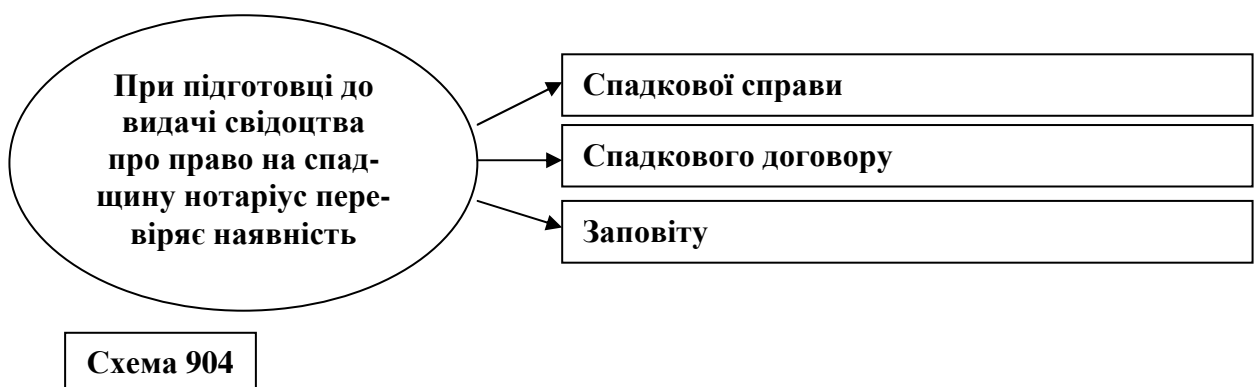 При підготовці до
видачі свідоцтва
про право на спад-
щину нотаріус пере-
віряє наявність
Спадкової справи
Спадкового договору
Заповіту
Схема 904